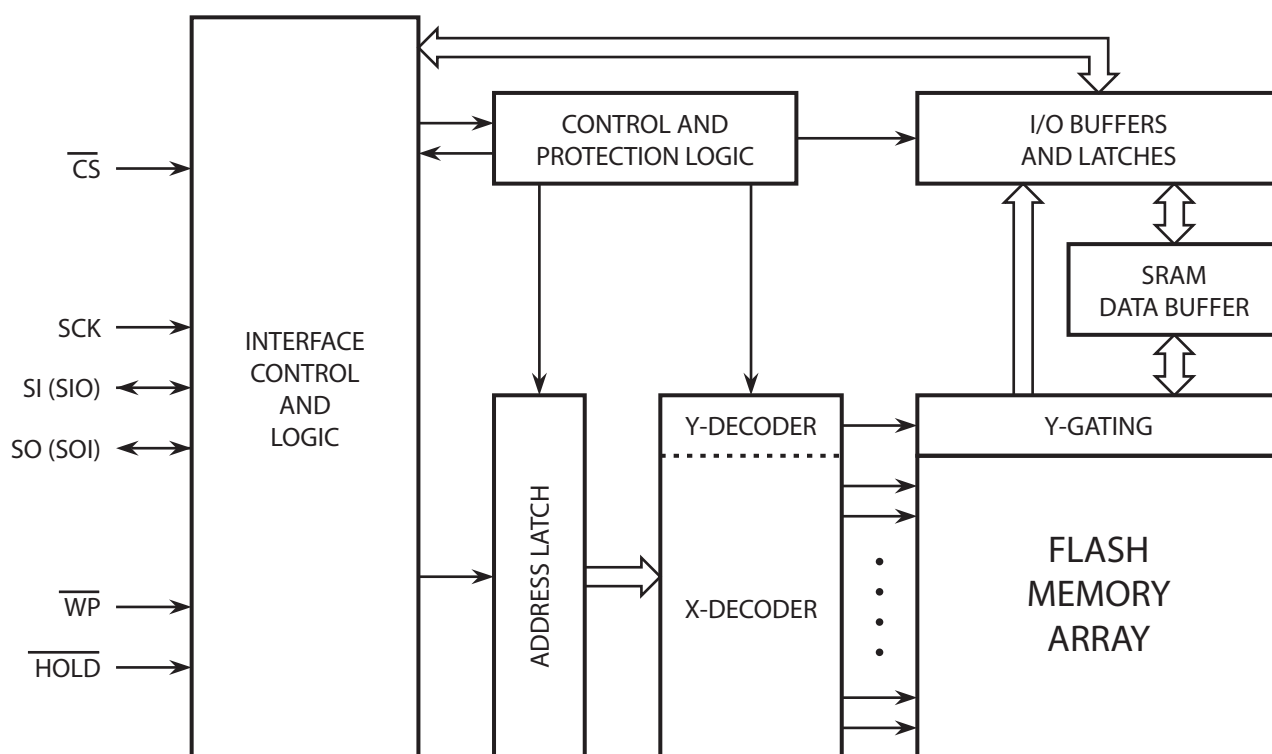 CS
SCK
SI (SIO)
SO (SOI)
WP
HOLD
INTERFACE
CONTROL
AND
LOGIC
CONTROL AND
PROTECTION LOGIC
I/O BUFFERS
AND LATCHES
SRAM
DATA BUFFER
ADDRESS LATCH
Y-DECODER
X-DECODER
Y-GATING
FLASH
MEMORY
ARRAY